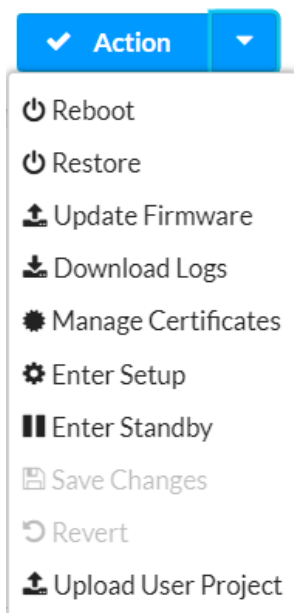 Action
Reboot
Restore
Update Firmware
Download Logs
Manage Certificates
Enter Setup
Enter Standby
Save Changes
Revert
Upload User Project